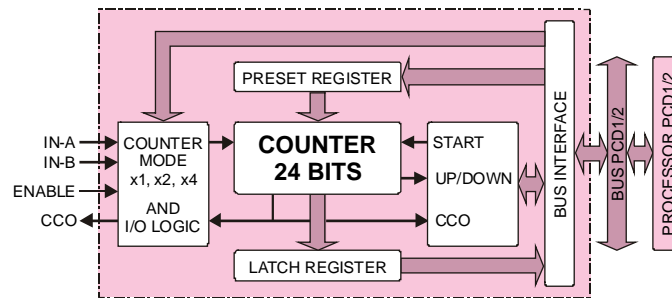 PRESET REGISTER
IN-A
IN-B
ENABLE
CCO
COUNTER
MODE
x1, x2, x4
AND
I/O LOGIC
COUNTER
24 BITS
START
UP/DOWN
CCO
LATCH REGISTER
BUS INTERFACE
BUS PCD1/2
PROCESSOR PCD1/2